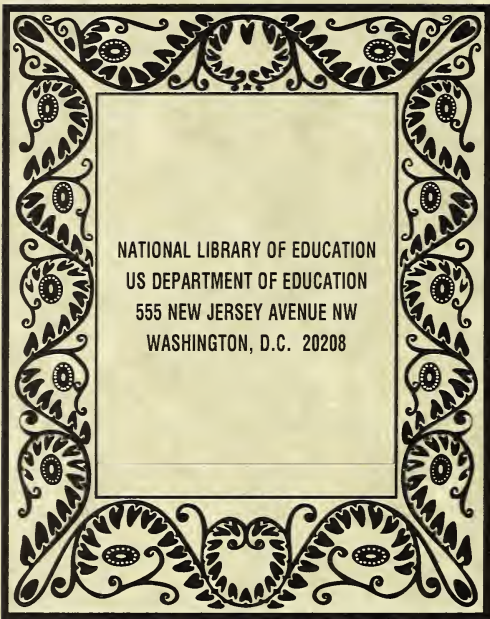 NATIONAL LIBRARY OF EDUCATION
US DEPARTMENT OF EDUCATION
555 NEW JERSEY AVENUE NW
WASHINGTON, D.C. 20208